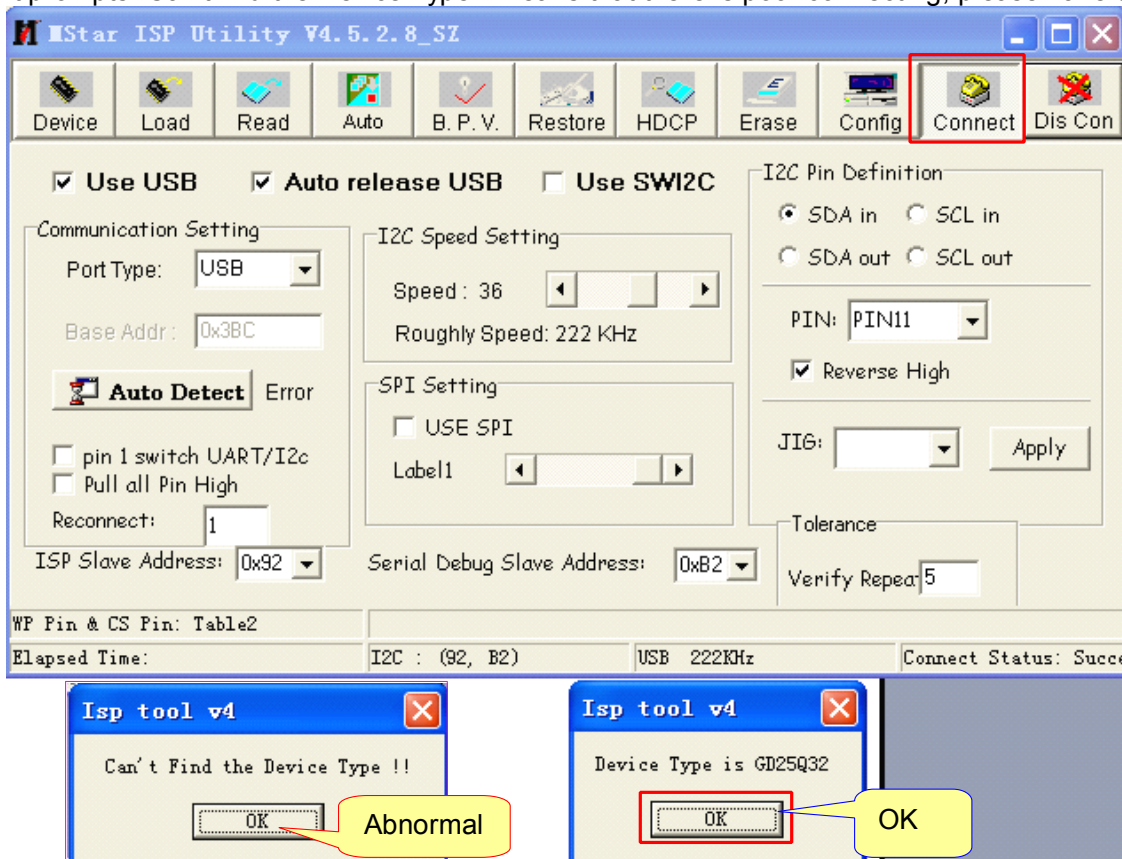 MStar ISP Utility V4.5.2.8_SZ
Device Load Read Auto B.P.V. Restore HDCP Erase Config Connect Dis Con
Use USB Auto release USB Use SWI2C
I2C Pin Definition
SDA in SCL in
SDA out SCL out
Communication Setting
Port Type: USB
Base Addr: 0x3BC
Auto Detect Error
pin 1 switch UART/I2c
Pull all Pin High
Reconnect: 1
I2C Speed Setting
Speed: 36
Roughly Speed: 222 KHz
SPI Setting
USE SPI
Label1
PIN: PIN11
Reverse High
JIG: Apply
Tolerance
Verify Repea 5
ISP Slave Address: 0x92 Serial Debug Slave Address: 0xB2
WP Pin & CS Pin: Table2
Elapsed Time: I2C : (92, B2) USB 222KHz Connect Status: Succe
Isp tool v4
Can't Find the Device Type !!
OK
Abnormal
Isp tool v4
Device Type is GD25Q32
OK
OK